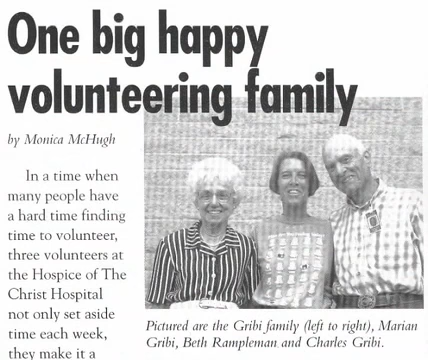 One big happy
volunteering family
by Monica McHugh
In a time when
many people have
a hard time finding
time to volunteer,
three volunteers at
the Hospice of The
Christ Hospital
not only set aside
time each week,
they make it a
Pictured are the Gribi family (left to right), Marian
Gribi, Beth Rampleman and Charles Gribi.